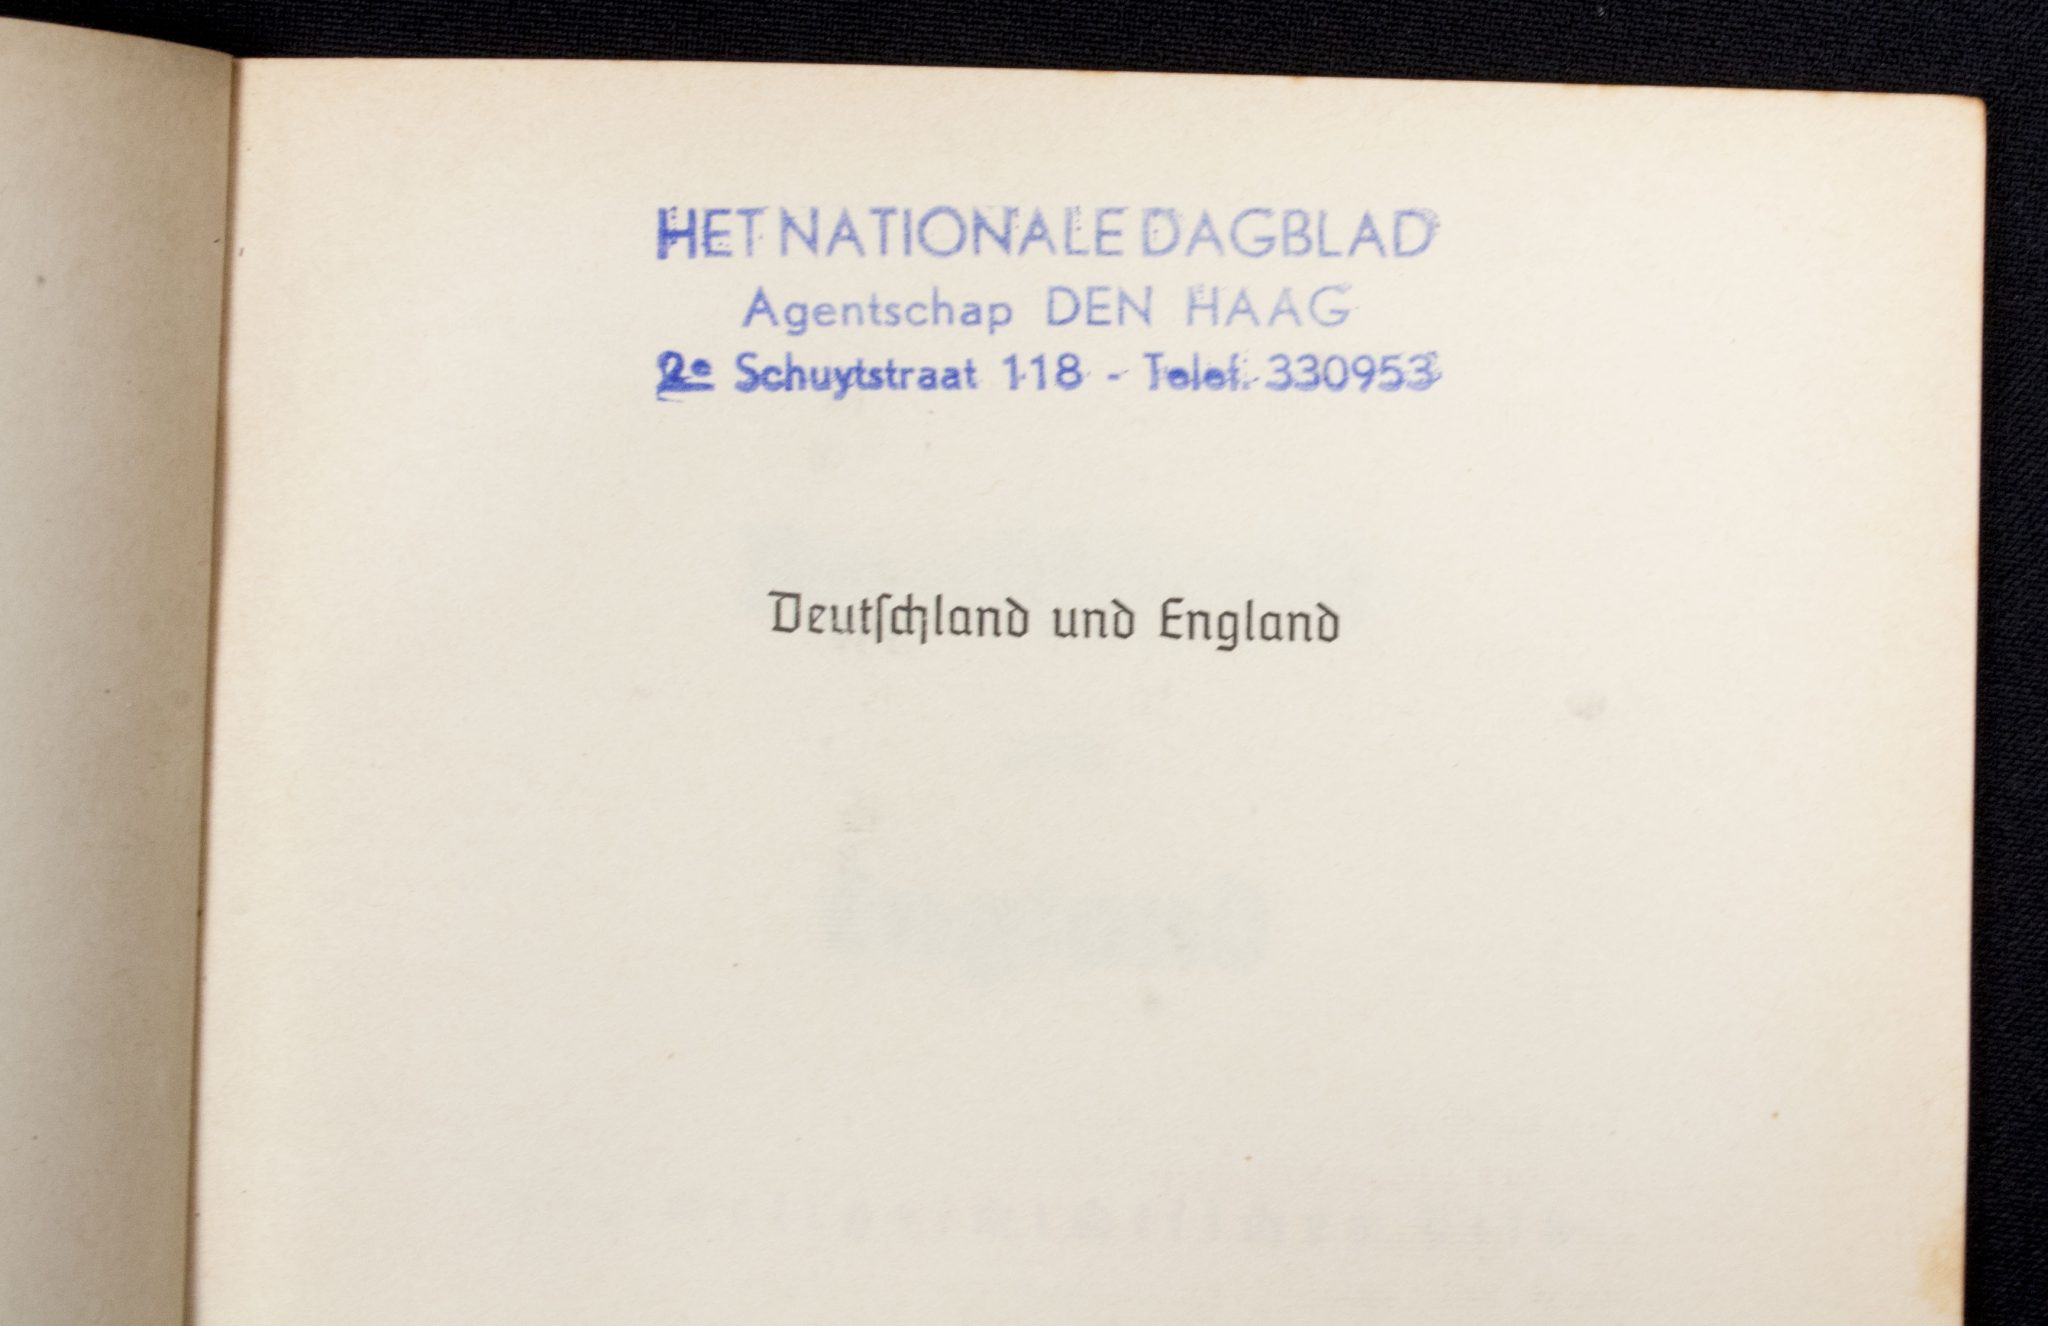 HET NATIONALE DAGBLAD
Agentschap DEN HAAG
2e Schuytstraat 118 - Telef. 330953
Deutſchland und England